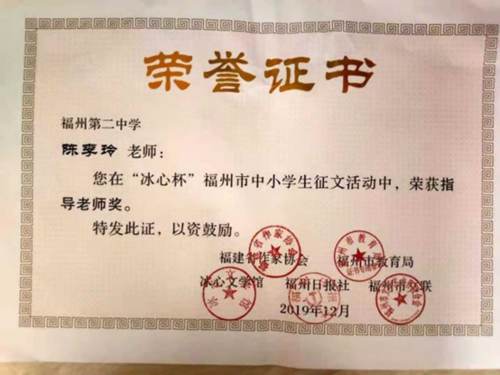 荣誉证书
福州第二中学
陈李玲 老师：
您在“冰心杯”福州市中小学生征文活动中，荣获指
导老师奖。
特发此证，以资鼓励。
福建省作家协会 福州市教育局
冰心文学馆 福州日报社 福州市文联
2019年12月